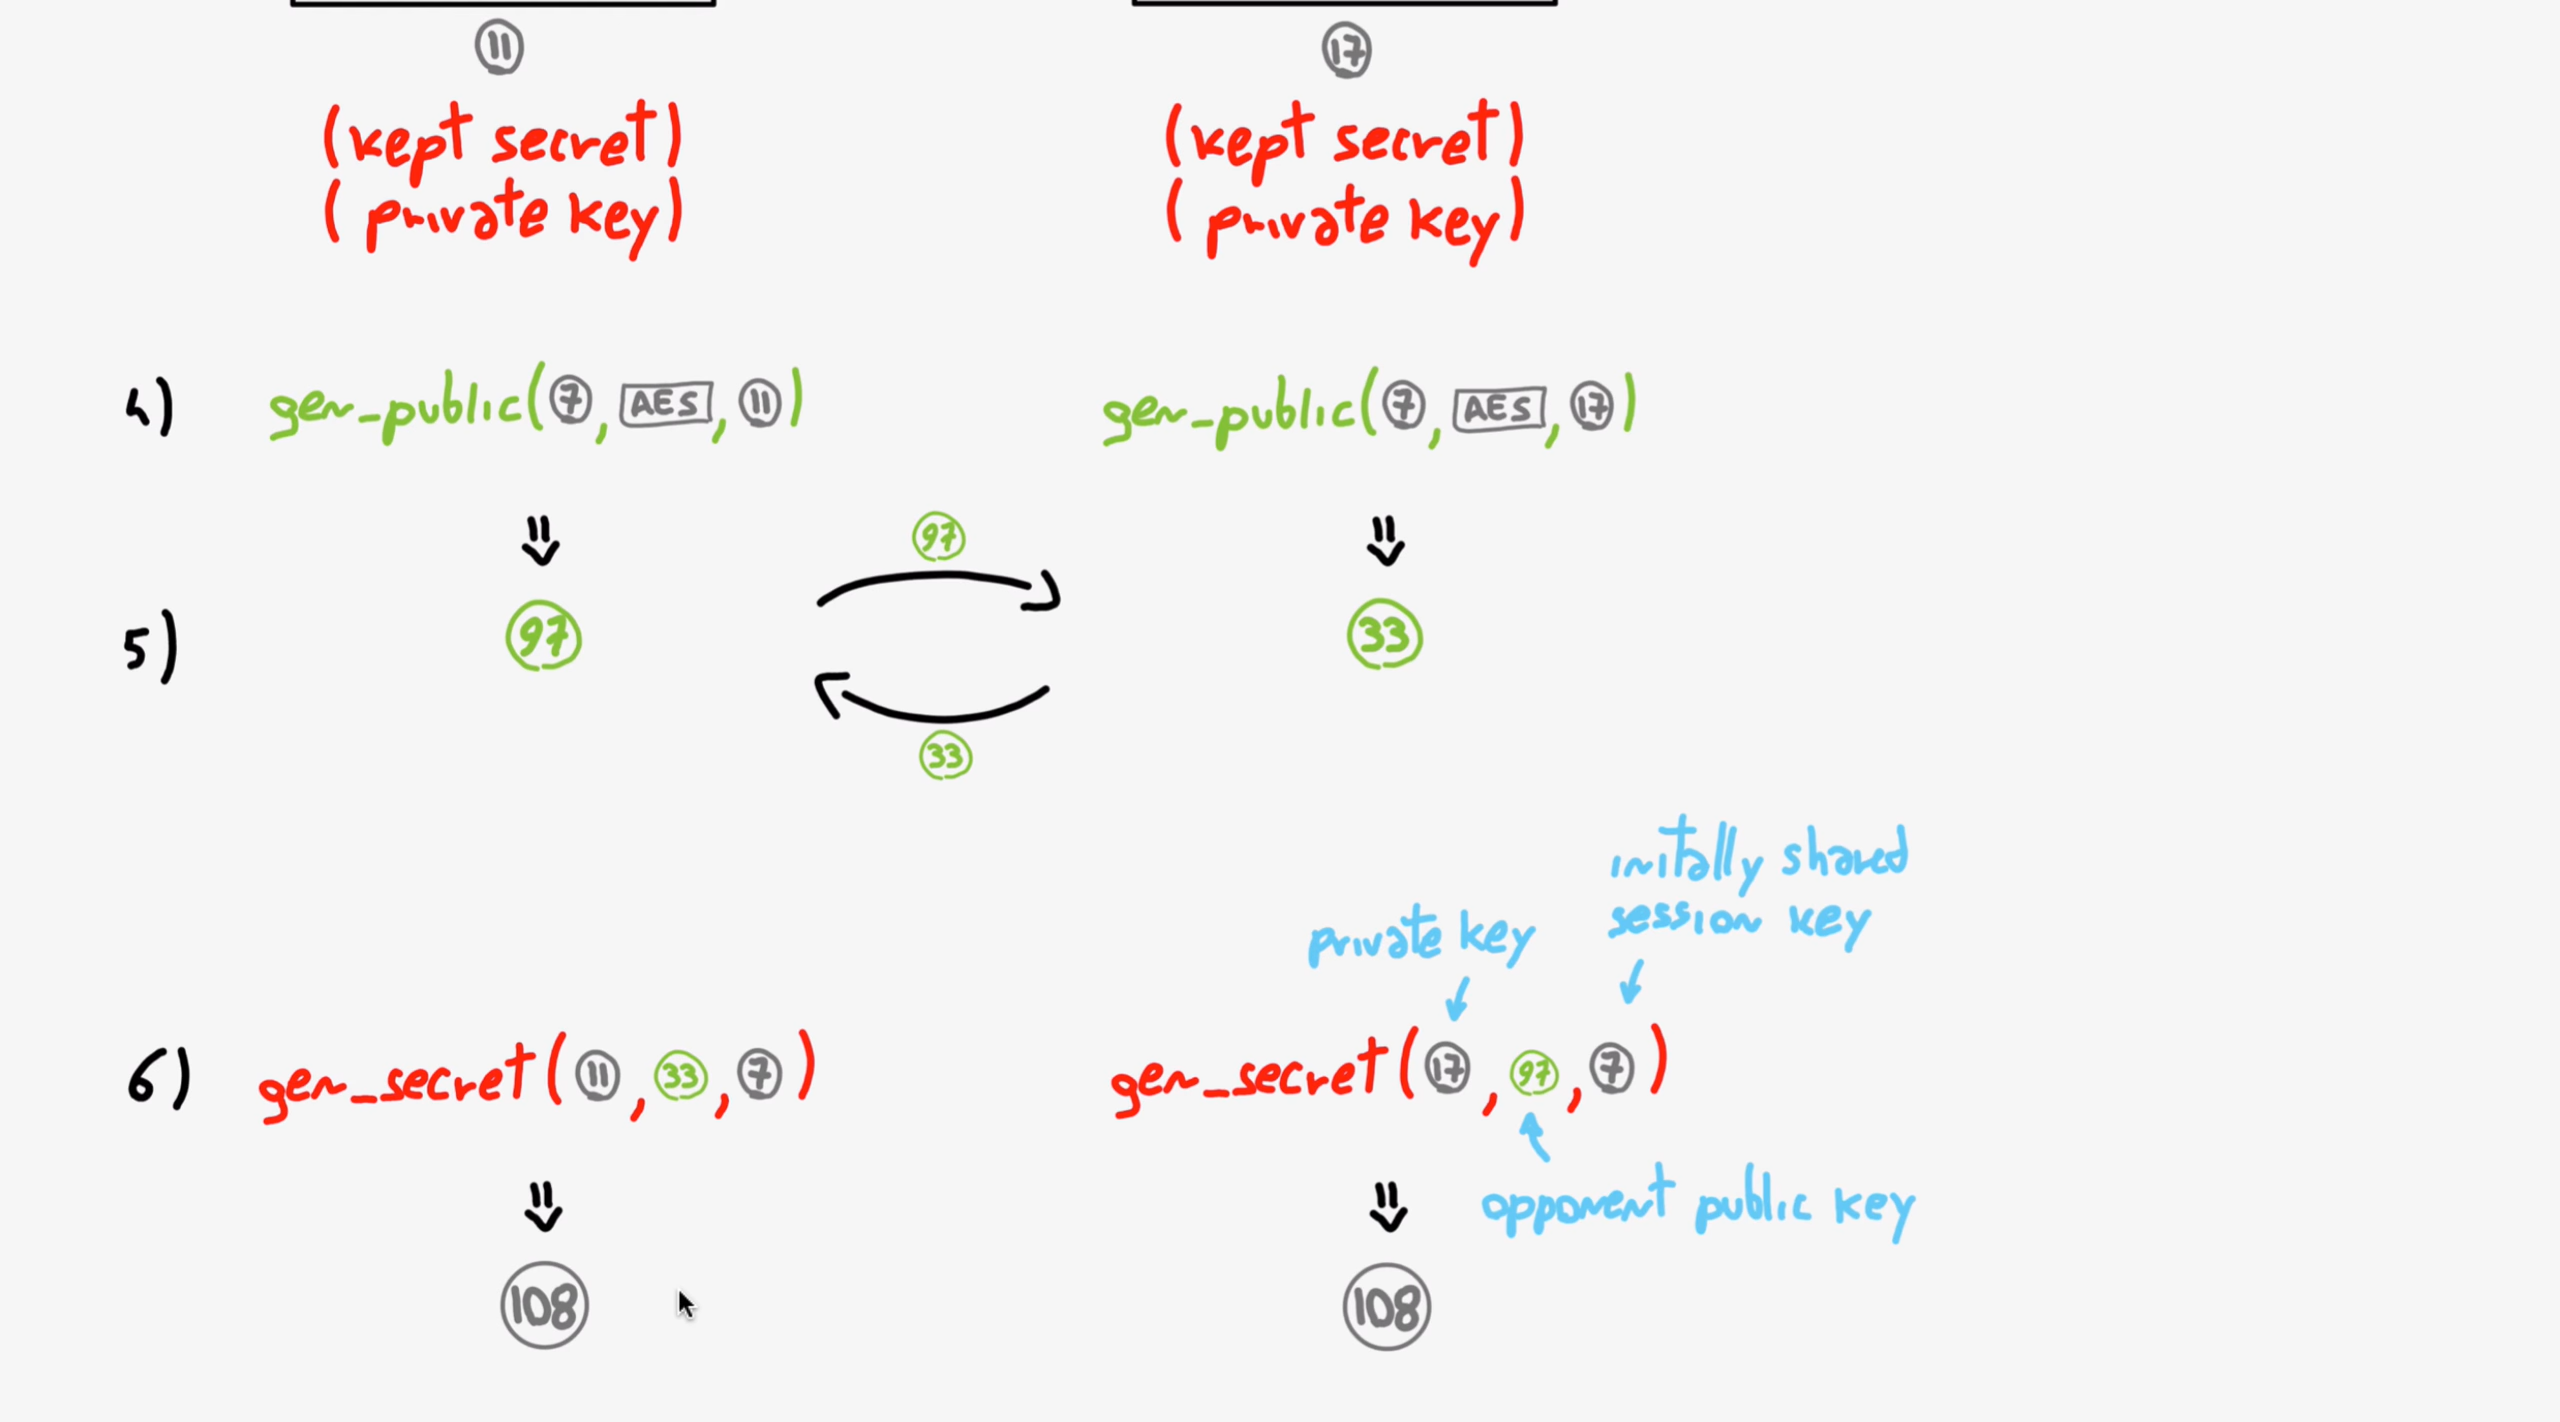 11
17
(kept secret)
(kept secret)
(private key)
(private key)
4) gen_public(7, AES, 11)
gen_public(7, AES, 17)
97
5) 97
33
33
initally shared
session key
private key
6) gen_secret(11, 33, 7)
gen_secret(17, 97, 7)
opponent public key
108
108